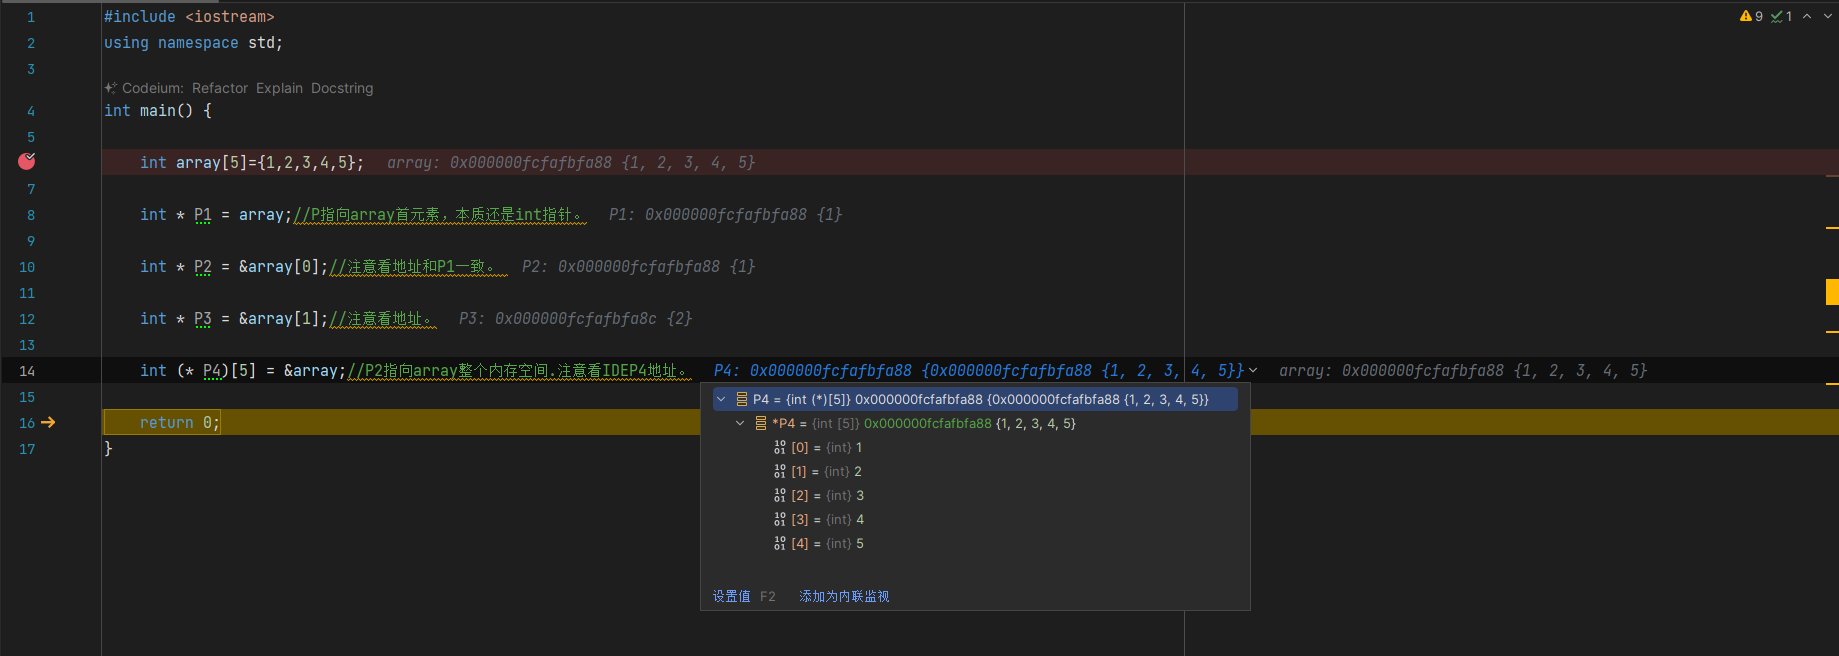 1 #include <iostream>
2 using namespace std;
3
Codeium: Refactor Explain Docstring
4 int main() {
5
int array[5]={1,2,3,4,5}; array: 0x000000fcfafbfa88 {1, 2, 3, 4, 5}
7
8 int * P1 = array;//P指向array首元素，本质还是int指针。 P1: 0x000000fcfafbfa88 {1}
9
10 int * P2 = &array[0];//注意看地址和P1一致。 P2: 0x000000fcfafbfa88 {1}
11
12 int * P3 = &array[1];//注意看地址。 P3: 0x000000fcfafbfa8c {2}
13
14 int (* P4)[5] = &array;//P2指向array整个内存空间.注意看IDEP4地址。 P4: 0x000000fcfafbfa88 {0x000000fcfafbfa88 {1, 2, 3, 4, 5}} array: 0x000000fcfafbfa88 {1, 2, 3, 4, 5}
15
16 return 0;
17 }
9 1
P4 = {int (*)[5]} 0x000000fcfafbfa88 {0x000000fcfafbfa88 {1, 2, 3, 4, 5}}
*P4 = {int [5]} 0x000000fcfafbfa88 {1, 2, 3, 4, 5}
[0] = {int} 1
[1] = {int} 2
[2] = {int} 3
[3] = {int} 4
[4] = {int} 5
设置值 F2 添加为内联监视